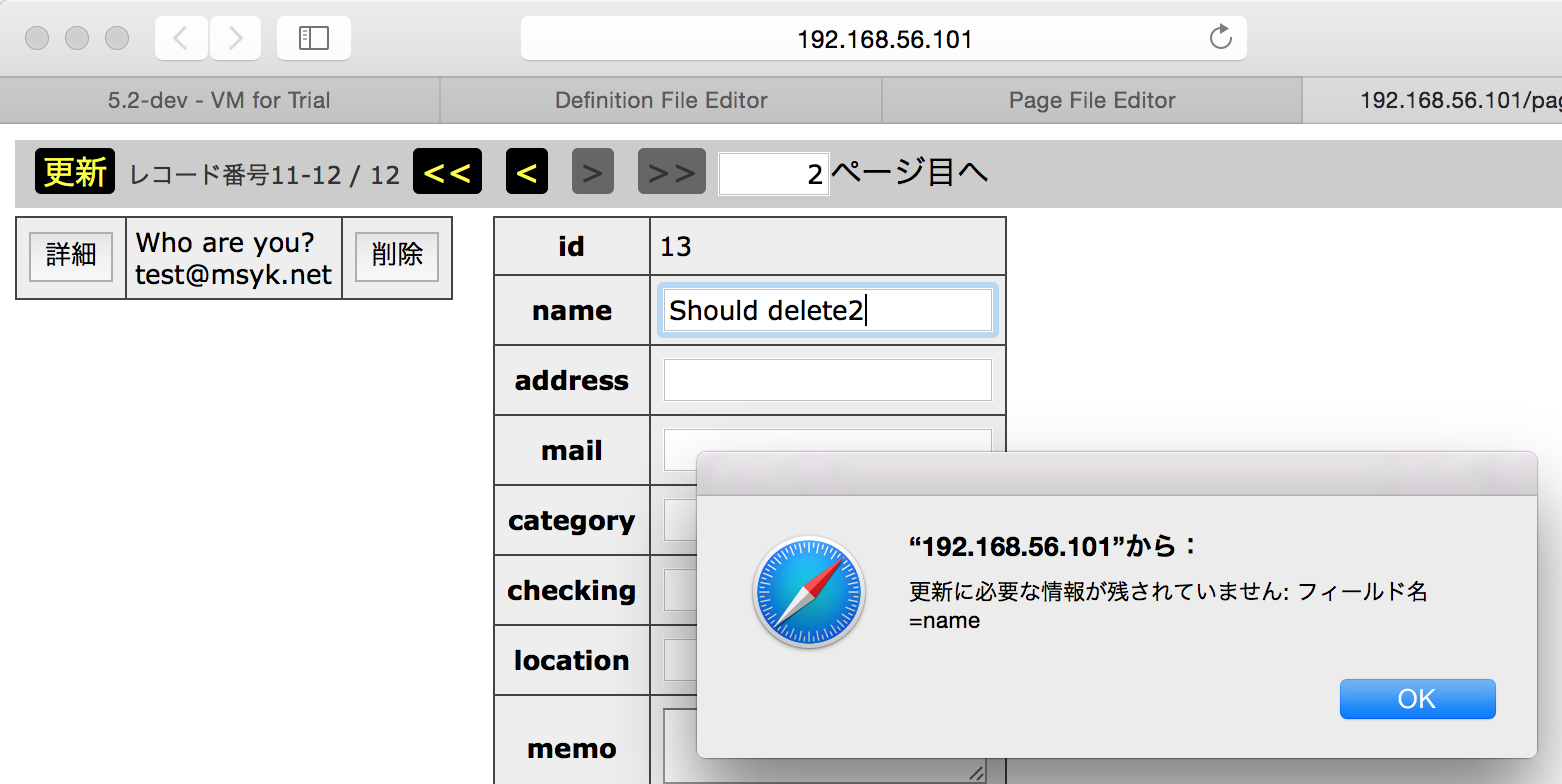 192.168.56.101
5.2-dev - VM for Trial
Definition File Editor
Page File Editor
192.168.56.101/pag
更新 レコード番号11-12 / 12 << < > >> 2 ページ目へ
詳細
Who are you?
test@msyk.net
削除
id 13
name Should delete2
address
mail
category
checking
location
memo
“192.168.56.101”から：
更新に必要な情報が残されていません: フィールド名
=name
OK